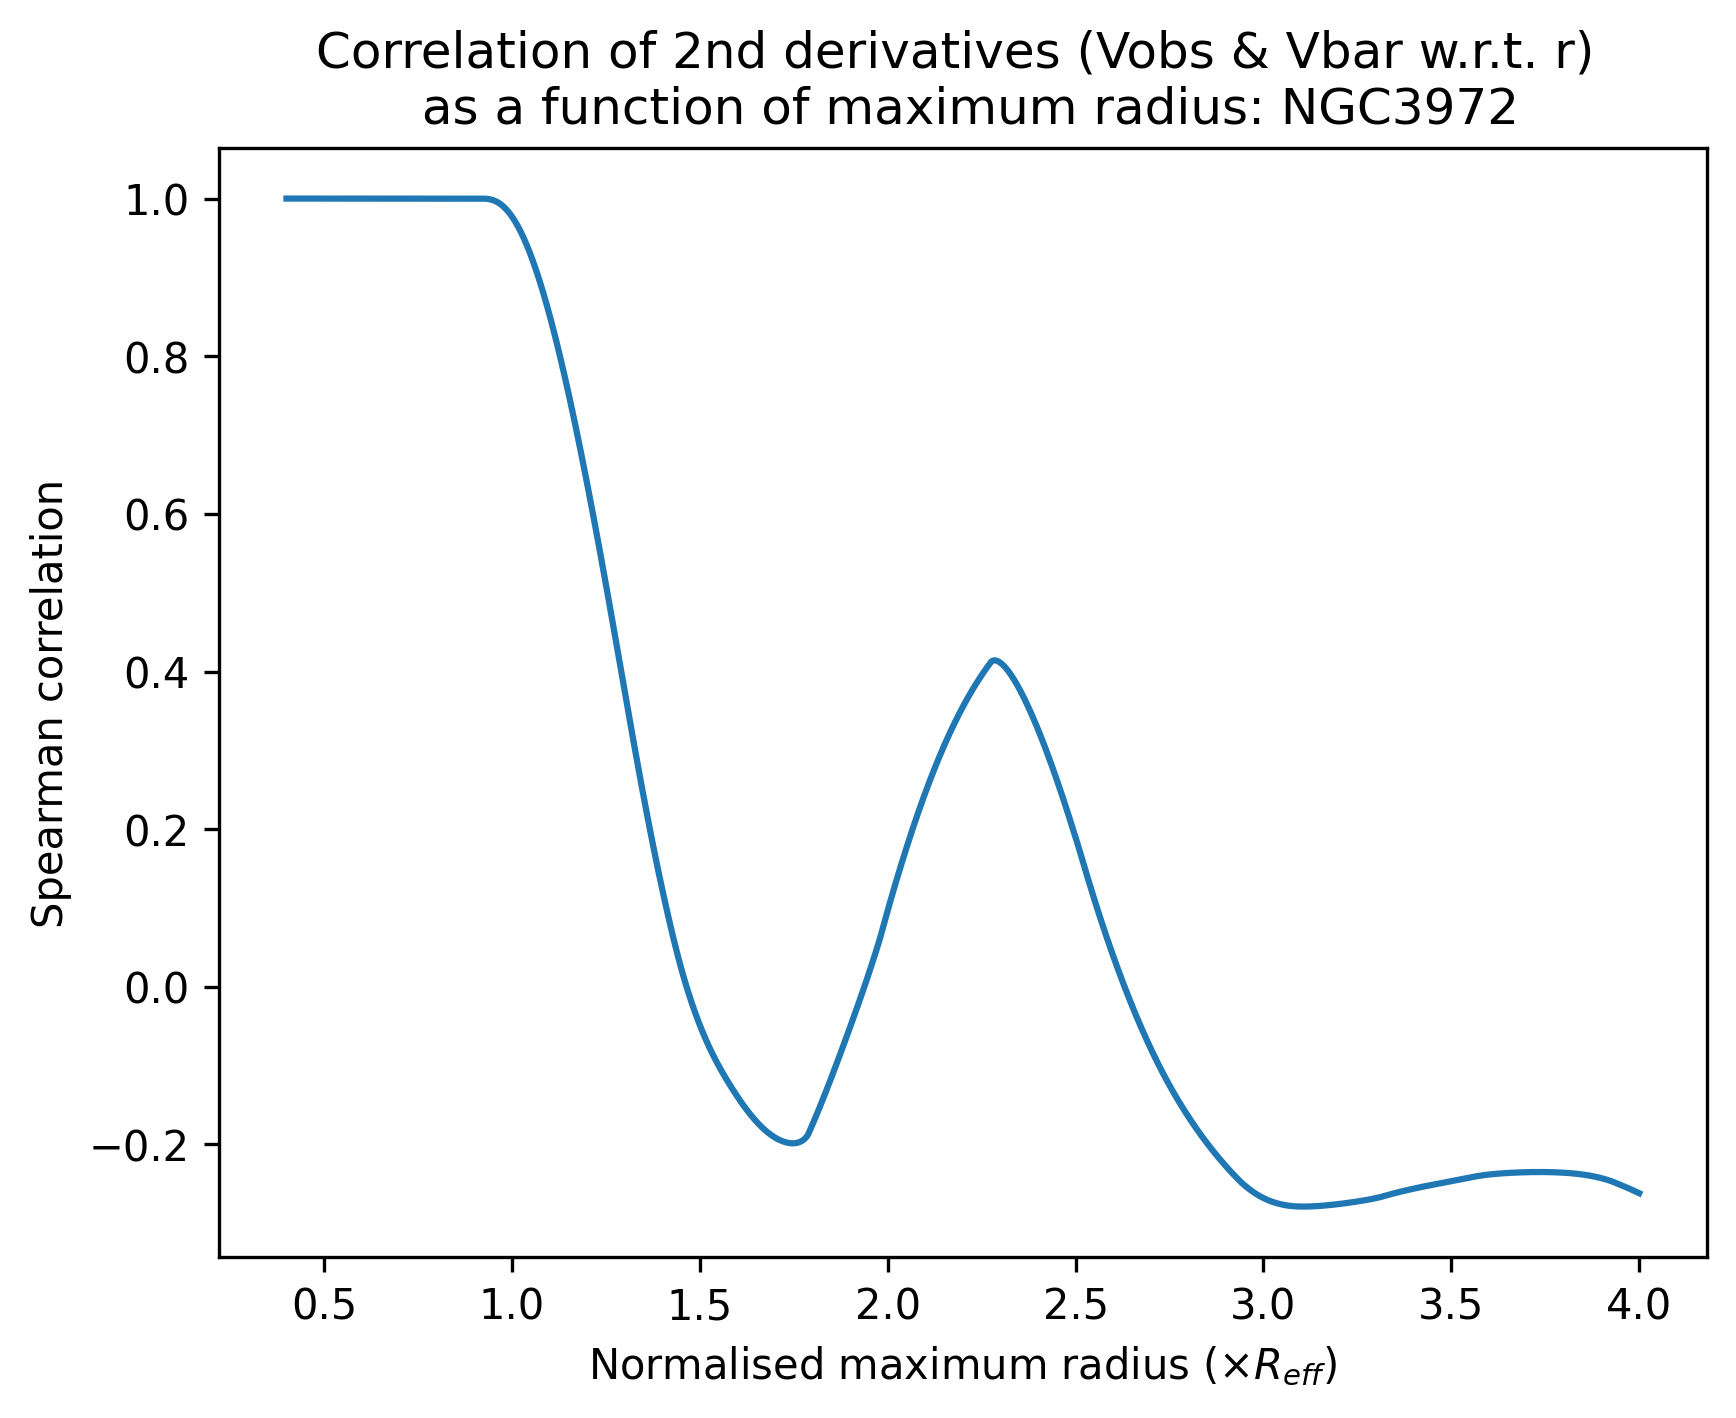 Correlation of 2nd derivatives (Vobs & Vbar w.r.t. r)
as a function of maximum radius: NGC3972
Spearman correlation
1.0
0.8
0.6
0.4
0.2
0.0
−0.2
0.5 1.0 1.5 2.0 2.5 3.0 3.5 4.0
Normalised maximum radius (×R_eff)